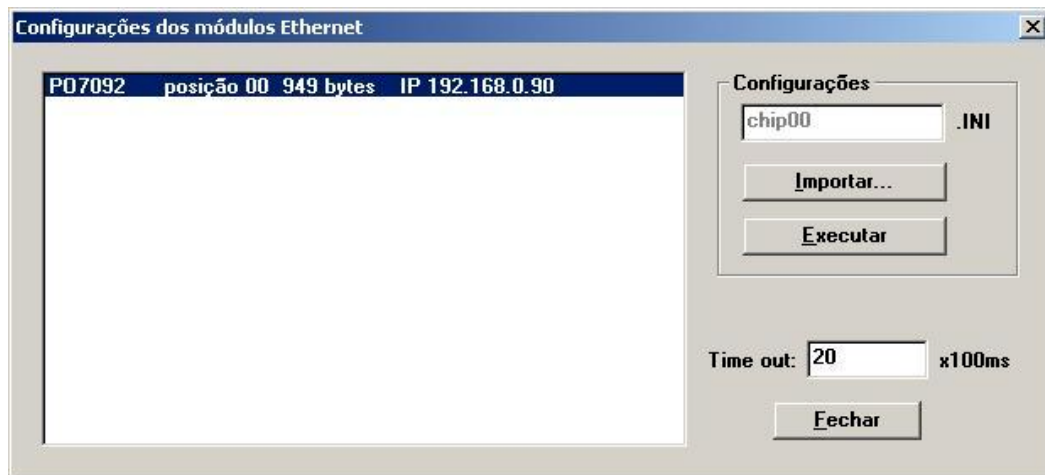 Configurações dos módulos Ethernet
PO7092 posição 00 949 bytes IP 192.168.0.90
Configurações
chip00 .INI
Importar...
Executar
Time out: 20 x100ms
Fechar